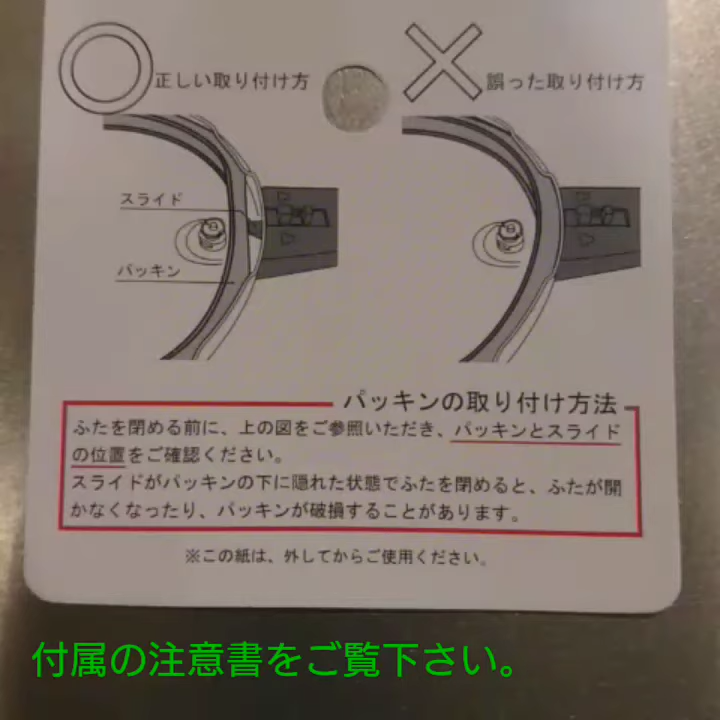 正しい取り付け方
誤った取り付け方
スライド
パッキン
パッキンの取り付け方法
ふたを閉める前に、上の図をご参照いただき、パッキンとスライド
の位置をご確認ください。
スライドがパッキンの下に隠れた状態でふたを閉めると、ふたが開
かなくなったり、パッキンが破損することがあります。
※この紙は、外してからご使用ください。
付属の注意書をご覧下さい。